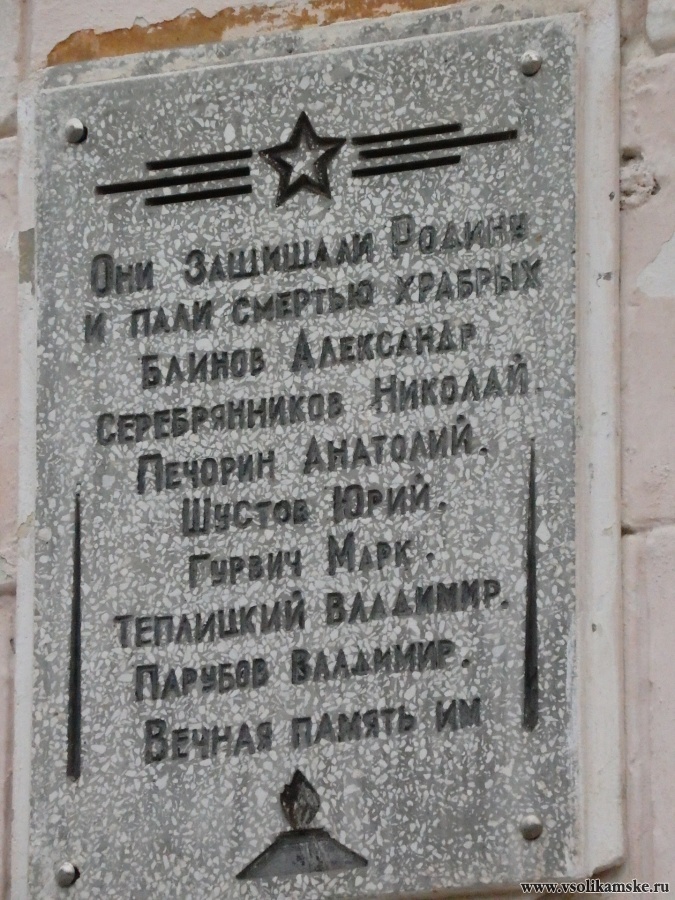 Они Защищали Родину
и пали смертью храбрых
Блинов Александр
Серебрянников Николай.
Печорин Анатолий.
Шустов Юрий.
Гурвич Марк.
Теплицкий Владимир.
Парубов Владимир.
Вечная память им
www.vsolikamske.ru